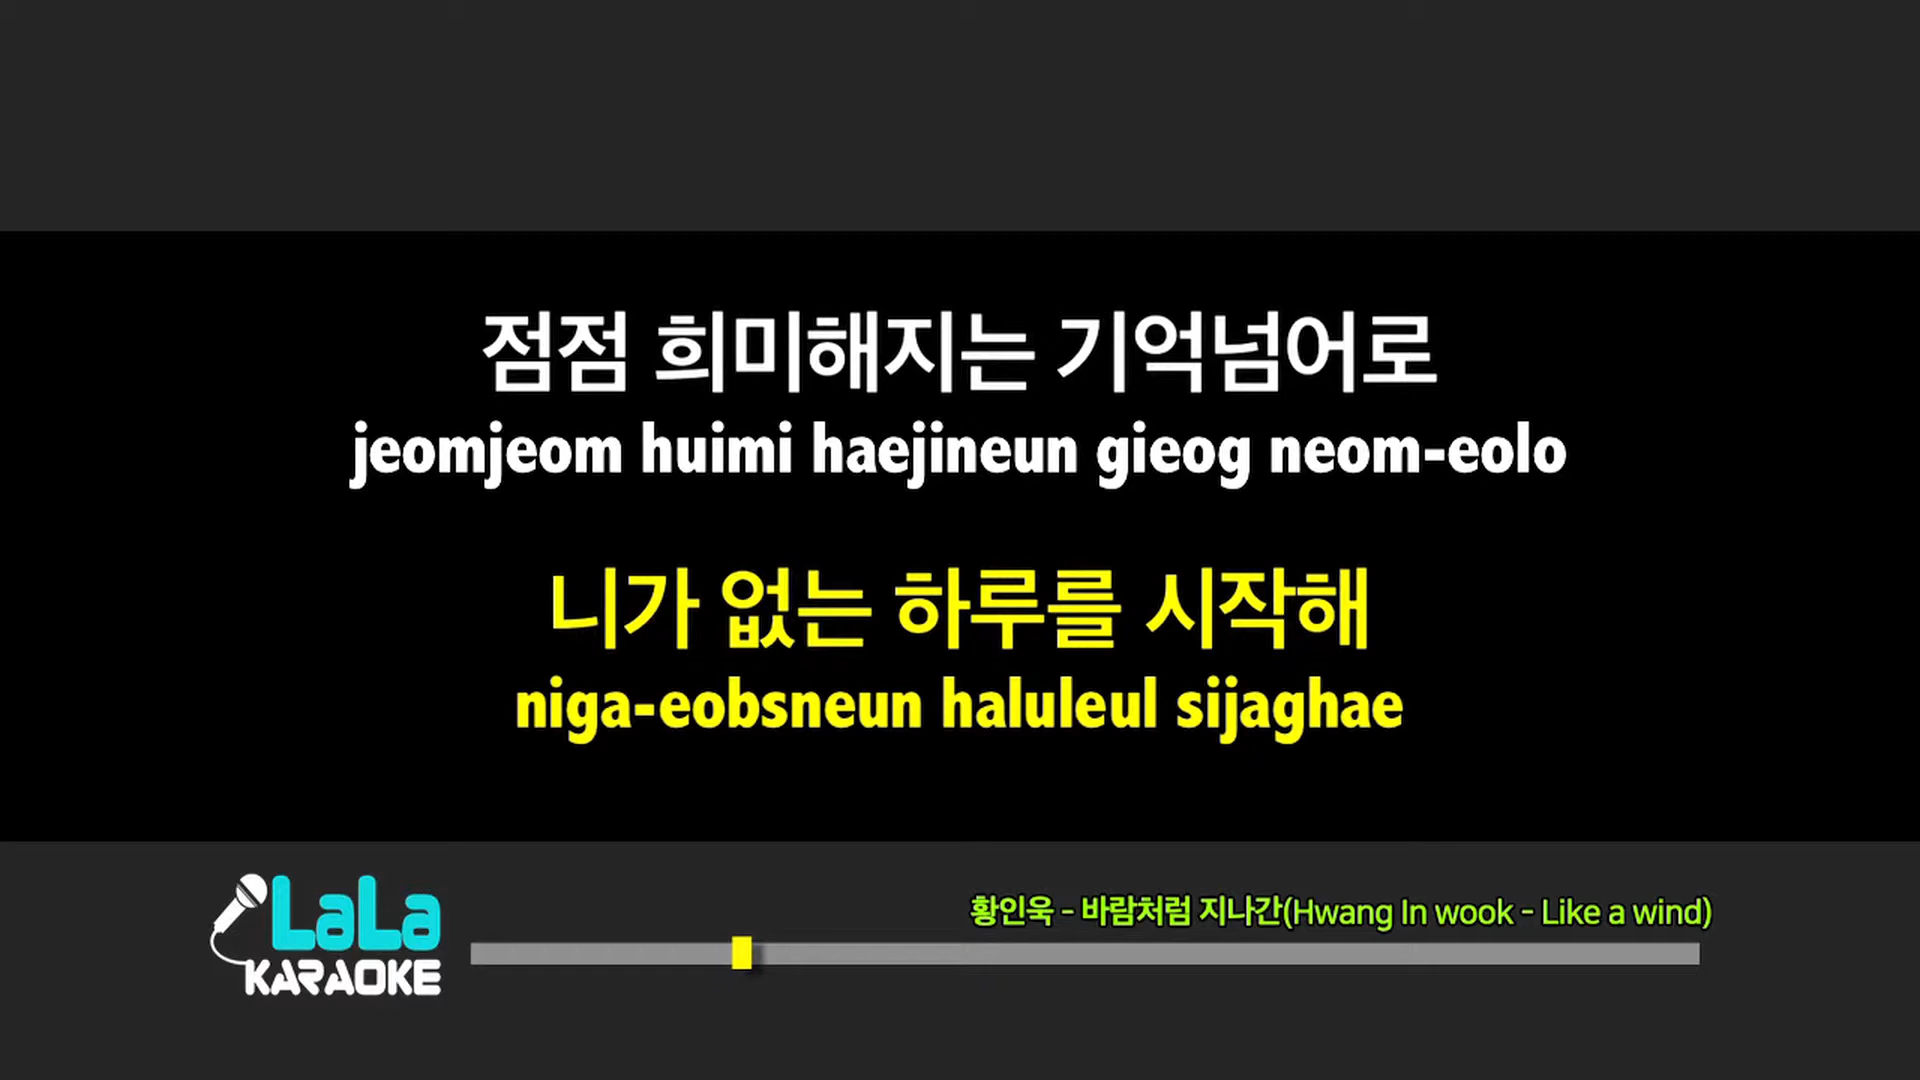 점점 희미해지는 기억넘어로
jeomjeom huimi haejineun gieog neom-eolo
니가 없는 하루를 시작해
niga-eobsneun haluleul sijaghae
황인욱 - 바람처럼 지나간(Hwang In wook - Like a wind)
LaLa
KARAOKE